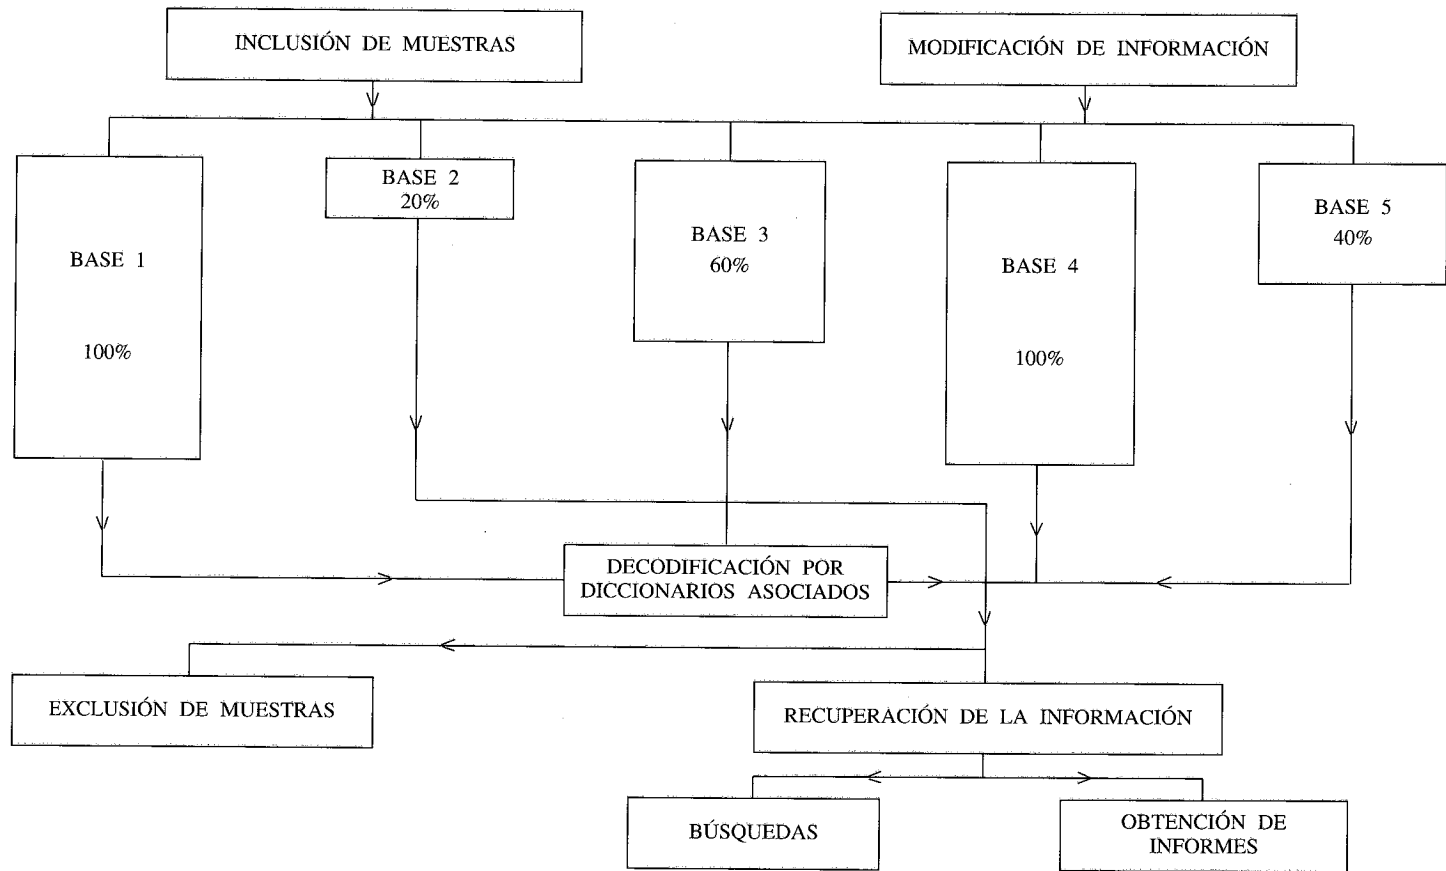 INCLUSIÓN DE MUESTRAS
MODIFICACIÓN DE INFORMACIÓN
BASE 1
100%
BASE 2
20%
BASE 3
60%
BASE 4
100%
BASE 5
40%
DECODIFICACIÓN POR
DICCIONARIOS ASOCIADOS
EXCLUSIÓN DE MUESTRAS
RECUPERACIÓN DE LA INFORMACIÓN
BÚSQUEDAS
OBTENCIÓN DE
INFORMES